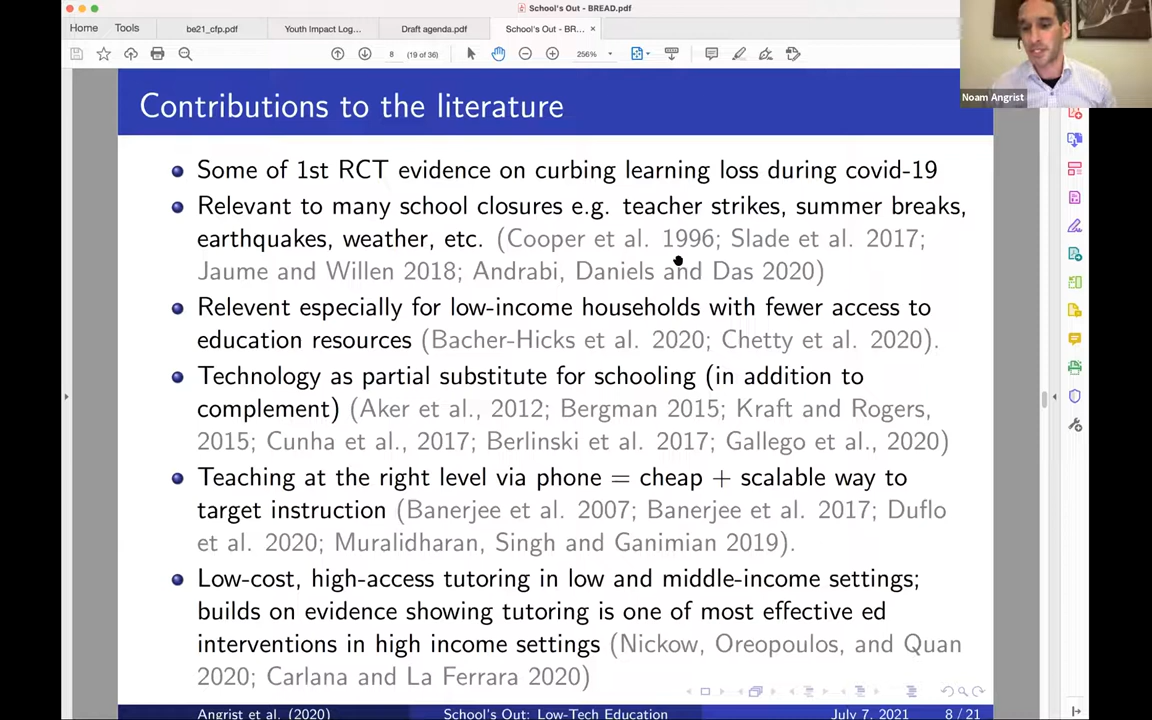 School's Out - BREAD.pdf
Home Tools be21_cfp.pdf Youth Impact Log... Draft agenda.pdf School's Out - BR... ×
8 (19 of 36) 256%
Noam Angrist
Contributions to the literature
Some of 1st RCT evidence on curbing learning loss during covid-19
Relevant to many school closures e.g. teacher strikes, summer breaks,
earthquakes, weather, etc. (Cooper et al. 1996; Slade et al. 2017;
Jaume and Willen 2018; Andrabi, Daniels and Das 2020)
Relevent especially for low-income households with fewer access to
education resources (Bacher-Hicks et al. 2020; Chetty et al. 2020).
Technology as partial substitute for schooling (in addition to
complement) (Aker et al., 2012; Bergman 2015; Kraft and Rogers,
2015; Cunha et al., 2017; Berlinski et al. 2017; Gallego et al., 2020)
Teaching at the right level via phone = cheap + scalable way to
target instruction (Banerjee et al. 2007; Banerjee et al. 2017; Duflo
et al. 2020; Muralidharan, Singh and Ganimian 2019).
Low-cost, high-access tutoring in low and middle-income settings;
builds on evidence showing tutoring is one of most effective ed
interventions in high income settings (Nickow, Oreopoulos, and Quan
2020; Carlana and La Ferrara 2020)
Angrist et al. (2020) School's Out: Low-Tech Education July 7, 2021 8 / 21